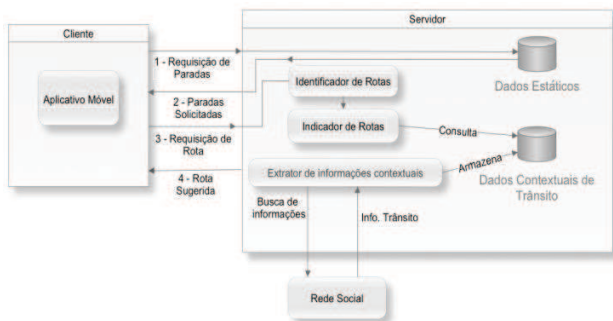 Cliente
Servidor
1 - Requisição de
Paradas
Aplicativo Móvel
2 - Paradas
Solicitadas
3 - Requisição de
Rota
4 - Rota
Sugerida
Identificador de Rotas
Dados Estáticos
Indicador de Rotas
Consulta
Extrator de informações contextuais
Armazena
Dados Contextuais de
Trânsito
Busca de
informações
Info. Trânsito
Rede Social